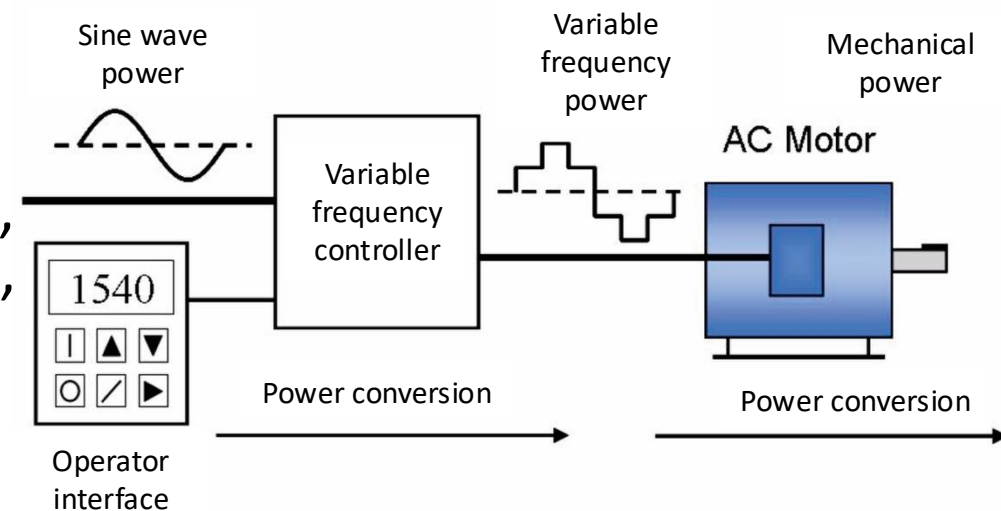 Sine wave
power
Variable
frequency
power
Mechanical
power
AC Motor
Variable
frequency
controller
,
,
1540
Power conversion
Power conversion
Operator
interface